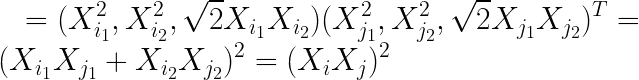 = (X_{i_1}^2, X_{i_2}^2, \sqrt{2}X_{i_1}X_{i_2})(X_{j_1}^2, X_{j_2}^2, \sqrt{2}X_{j_1}X_{j_2})^T =
(X_{i_1}X_{j_1} + X_{i_2}X_{j_2})^2 = (X_iX_j)^2